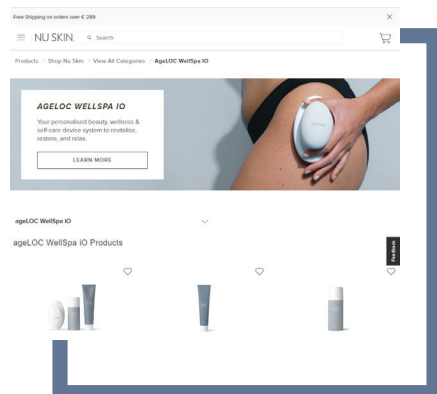 Free Shipping on orders over € 299
NU SKIN.
Search
Products / Shop Nu Skin / View All Categories / AgeLOC WellSpa IO
AGELOC WELLSPA IO
Your personalised beauty, wellness &
self-care device system to revitalise,
restore, and relax.
LEARN MORE
ageLOC WellSpa iO
ageLOC WellSpa iO Products
Feedback